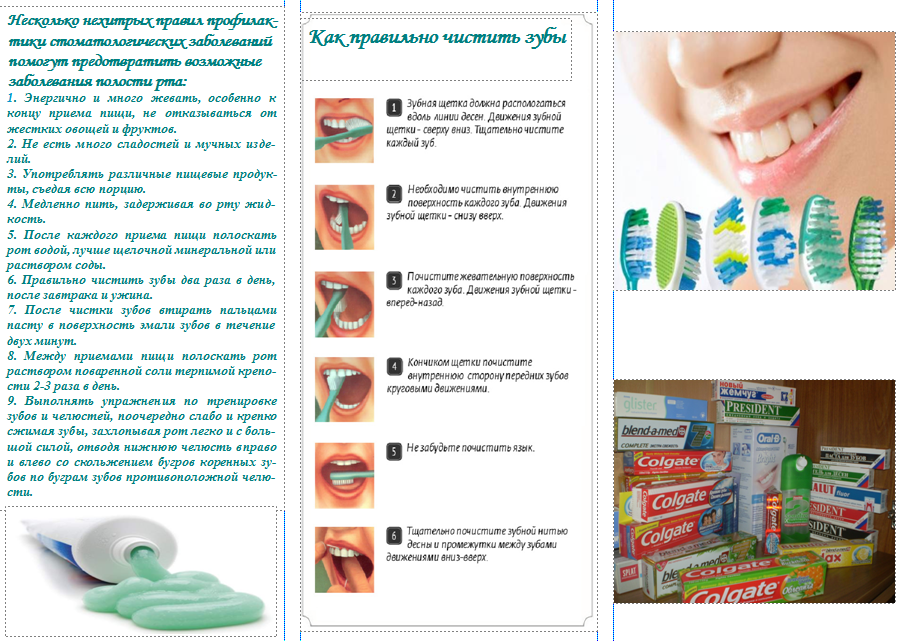 Несколько нехитрых правил профилак-
тики стоматологических заболеваний
помогут предотвратить возможные
заболевания полости рта:
1. Энергично и много жевать, особенно к
концу приема пищи, не отказываться от
жестких овощей и фруктов.
2. Не есть много сладостей и мучных изде-
лий.
3. Употреблять различные пищевые продук-
ты, съедая всю порцию.
4. Медленно пить, задерживая во рту жид-
кость.
5. После каждого приема пищи полоскать
рот водой, лучше щелочной минеральной или
раствором соды.
6. Правильно чистить зубы два раза в день,
после завтрака и ужина.
7. После чистки зубов втирать пальцами
пасту в поверхность эмали зубов в течение
двух минут.
8. Между приемами пищи полоскать рот
раствором поваренной соли терпимой крепо-
сти 2-3 раза в день.
9. Выполнять упражнения по тренировке
зубов и челюстей, поочередно слабо и крепко
сжимая зубы, захлопывая рот легко и с боль-
шой силой, отводя нижнюю челюсть вправо
и влево со скольжением бугров коренных зу-
бов по буграм зубов противоположной челю-
сти.
Как правильно чистить зубы
1 Зубная щетка должна распологаться
вдоль линии десен. Движения зубной
щетки - сверху вниз. Тщательно чистите
каждый зуб.
2 Необходимо чистить внутреннюю
поверхность каждого зуба. Движения
зубной щетки - снизу вверх.
3 Почистите жевательную поверхность
каждого зуба. Движения зубной щетки -
вперед-назад.
4 Кончиком щетки почистите
внутреннюю сторону передних зубов
круговыми движениями.
5 Не забудьте почистить язык.
6 Тщательно почистите зубной нитью
десны и промежутки между зубами
движениями вниз-вверх.
НОВЫЙ
жемчуг
glister
PRESIDENT
blend-a-med 7
COMPLETE
Oral-B
Colgate
Colgate
Colgate
Colgate
PRESIDENT
SPLAT
blend-a-med
Colgate